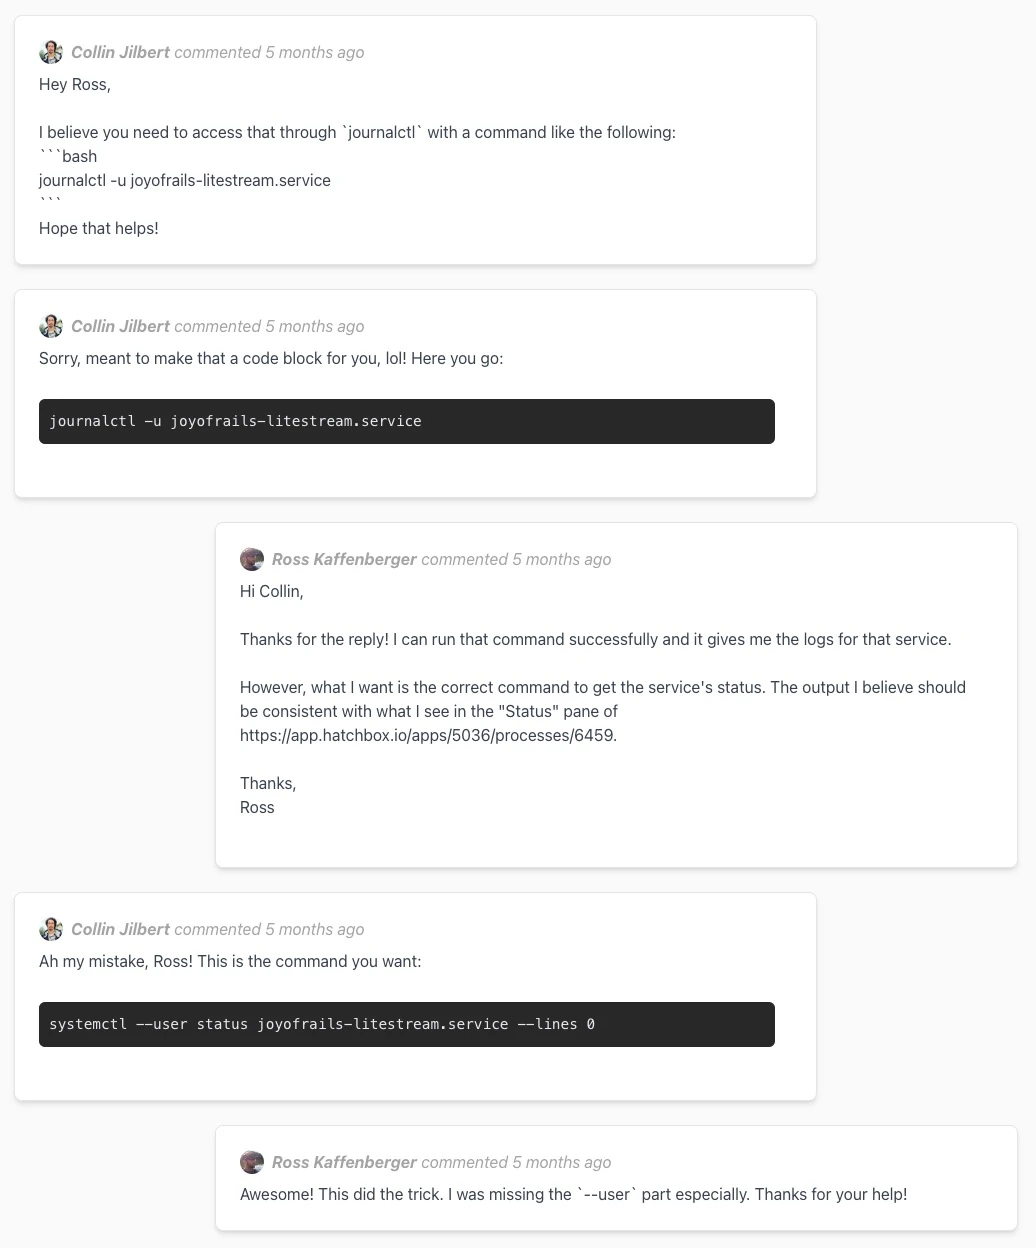 Collin Jilbert commented 5 months ago
Hey Ross,
I believe you need to access that through `journalctl` with a command like the following:
```bash
journalctl -u joyofrails-litestream.service
```
Hope that helps!
Collin Jilbert commented 5 months ago
Sorry, meant to make that a code block for you, lol! Here you go:
journalctl -u joyofrails-litestream.service
Ross Kaffenberger commented 5 months ago
Hi Collin,
Thanks for the reply! I can run that command successfully and it gives me the logs for that service.
However, what I want is the correct command to get the service's status. The output I believe should
be consistent with what I see in the "Status" pane of
https://app.hatchbox.io/apps/5036/processes/6459.
Thanks,
Ross
Collin Jilbert commented 5 months ago
Ah my mistake, Ross! This is the command you want:
systemctl --user status joyofrails-litestream.service --lines 0
Ross Kaffenberger commented 5 months ago
Awesome! This did the trick. I was missing the `--user` part especially. Thanks for your help!